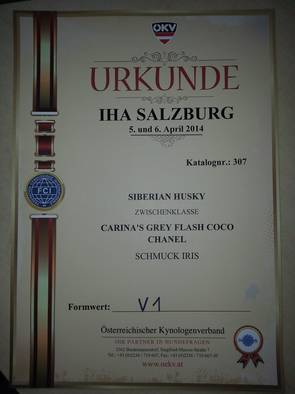 ÖKV
URKUNDE
IHA SALZBURG
5. und 6. April 2014
Katalognr.: 307
FCI
SIBERIAN HUSKY
ZWISCHENKLASSE
CARINA'S GREY FLASH COCO
CHANEL
SCHMUCK IRIS
Formwert: V1
Österreichischer Kynologenverband
IHR PARTNER IN HUNDEFRAGEN
www.oekv.at